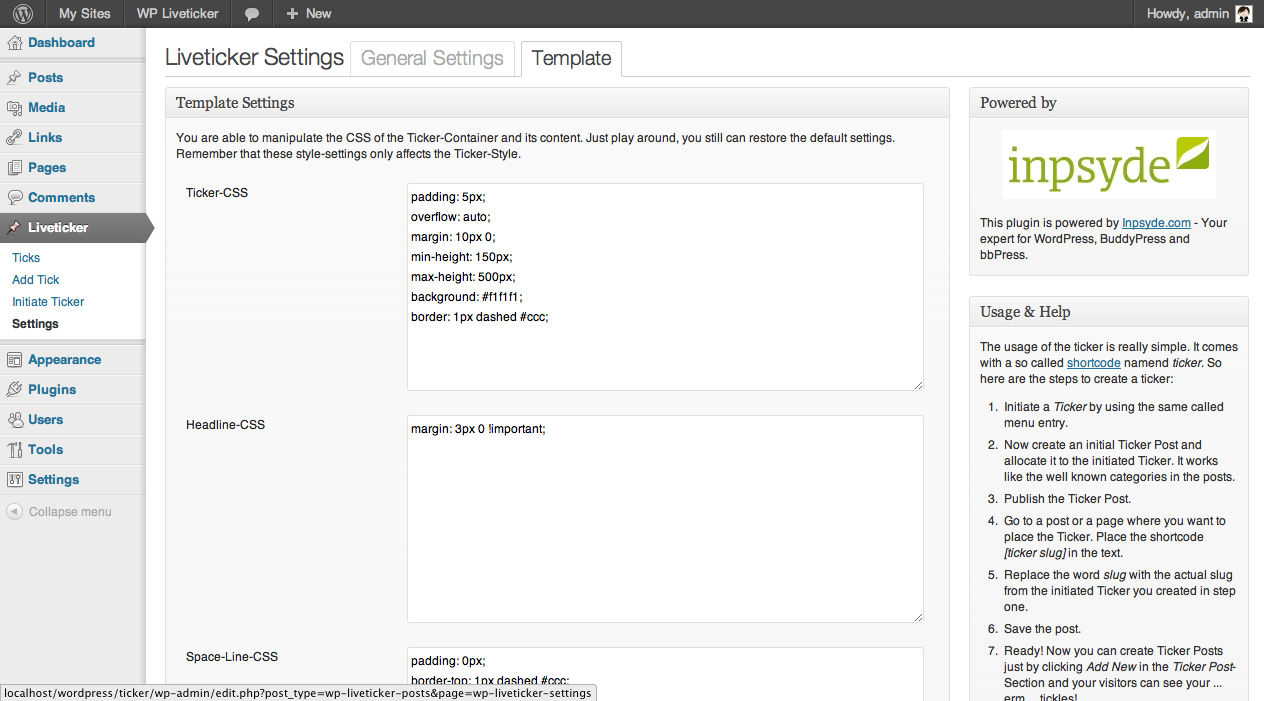 My Sites WP Liveticker + New Howdy, admin
Dashboard
Posts
Media
Links
Pages
Comments
Liveticker
Ticks
Add Tick
Initiate Ticker
Settings
Appearance
Plugins
Users
Tools
Settings
Collapse menu
Liveticker Settings General Settings Template
Template Settings
You are able to manipulate the CSS of the Ticker-Container and its content. Just play around, you still can restore the default settings.
Remember that these style-settings only affects the Ticker-Style.
Ticker-CSS
padding: 5px;
overflow: auto;
margin: 10px 0;
min-height: 150px;
max-height: 500px;
background: #f1f1f1;
border: 1px dashed #ccc;
Headline-CSS
margin: 3px 0 !important;
Space-Line-CSS
padding: 0px;
border-top: 1px dashed #ccc;
Powered by
inpsyde
This plugin is powered by Inpsyde.com - Your
expert for WordPress, BuddyPress and
bbPress.
Usage & Help
The usage of the ticker is really simple. It comes
with a so called shortcode namend ticker. So
here are the steps to create a ticker:
1. Initiate a Ticker by using the same called
menu entry.
2. Now create an initial Ticker Post and
allocate it to the initiated Ticker. It works
like the well known categories in the posts.
3. Publish the Ticker Post.
4. Go to a post or a page where you want to
place the Ticker. Place the shortcode
[ticker slug] in the text.
5. Replace the word slug with the actual slug
from the initiated Ticker you created in step
one.
6. Save the post.
7. Ready! Now you can create Ticker Posts
just by clicking Add New in the Ticker Post-
Section and your visitors can see your ...
erm ... tickles!
localhost/wordpress/ticker/wp-admin/edit.php?post_type=wp-liveticker-posts&page=wp-liveticker-settings